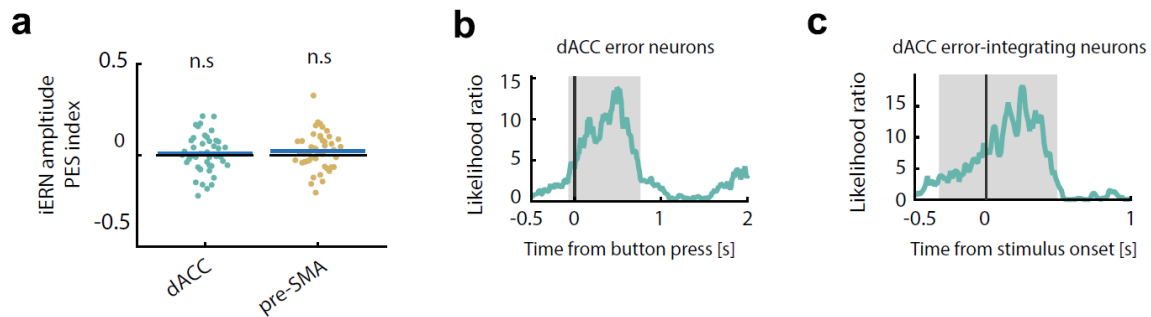 a
iERN ampltiude
PES index
0.5
0
-0.5
n.s
n.s
dACC
pre-SMA
b
dACC error neurons
Likelihood ratio
15
10
5
0
-0.5
0
1
2
Time from button press [s]
c
dACC error-integrating neurons
Likelihood ratio
15
10
5
0
-0.5
0
1
Time from stimulus onset [s]